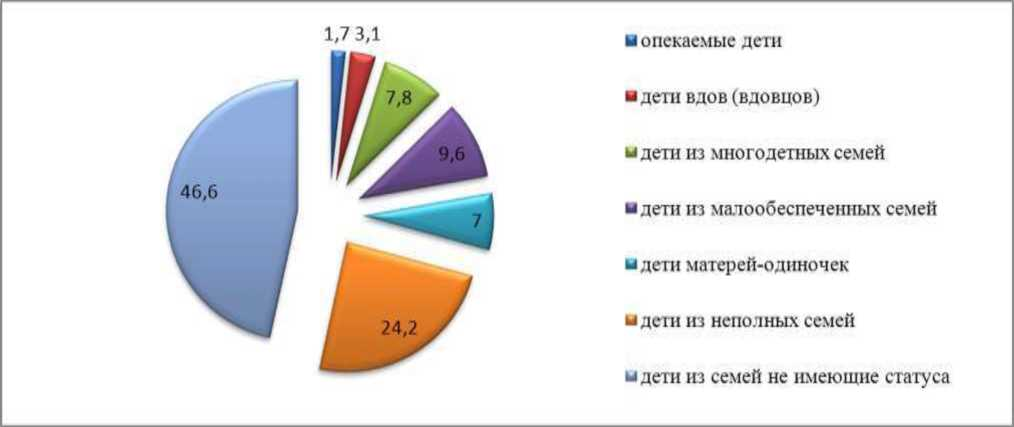 1,7 3,1
7,8
9,6
7
24,2
46,6
опекаемые дети
дети вдов (вдовцов)
дети из многодетных семей
дети из малообеспеченных семей
дети матерей-одиночек
дети из неполных семей
дети из семей не имеющие статуса